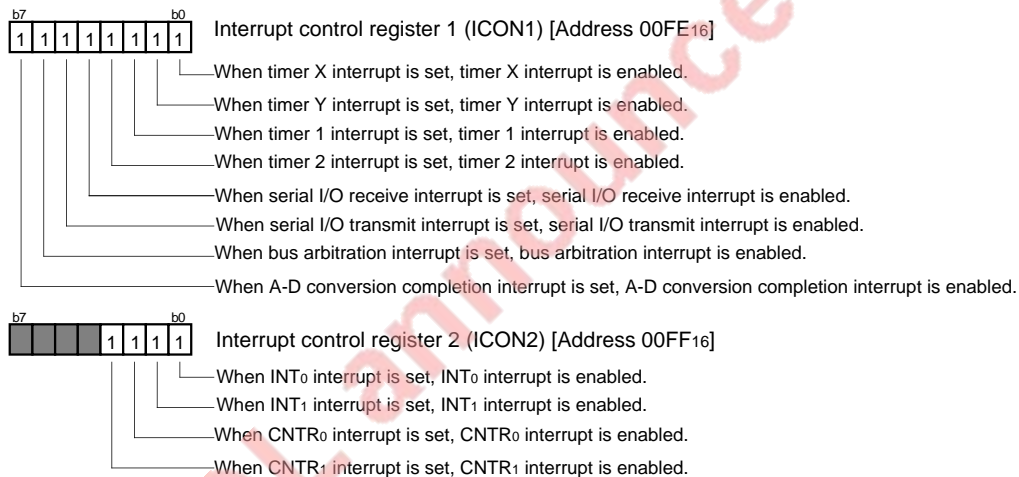 b7 b0
1 1 1 1 1 1 1 1 Interrupt control register 1 (ICON1) [Address 00FE16]
When timer X interrupt is set, timer X interrupt is enabled.
When timer Y interrupt is set, timer Y interrupt is enabled.
When timer 1 interrupt is set, timer 1 interrupt is enabled.
When timer 2 interrupt is set, timer 2 interrupt is enabled.
When serial I/O receive interrupt is set, serial I/O receive interrupt is enabled.
When serial I/O transmit interrupt is set, serial I/O transmit interrupt is enabled.
When bus arbitration interrupt is set, bus arbitration interrupt is enabled.
When A-D conversion completion interrupt is set, A-D conversion completion interrupt is enabled.
b7 b0
1 1 1 1 Interrupt control register 2 (ICON2) [Address 00FF16]
When INT0 interrupt is set, INT0 interrupt is enabled.
When INT1 interrupt is set, INT1 interrupt is enabled.
When CNTR0 interrupt is set, CNTR0 interrupt is enabled.
When CNTR1 interrupt is set, CNTR1 interrupt is enabled.
L announce